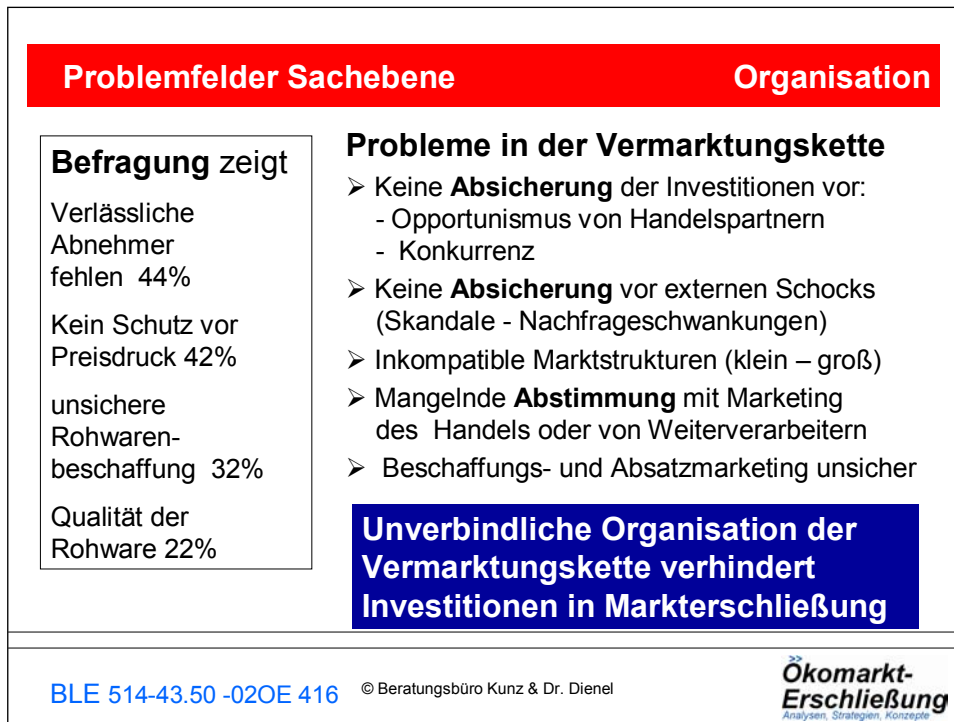 Problemfelder Sachebene Organisation
Befragung zeigt
Verlässliche
Abnehmer
fehlen 44%
Kein Schutz vor
Preisdruck 42%
unsichere
Rohwaren-
beschaffung 32%
Qualität der
Rohware 22%
Probleme in der Vermarktungskette
➢ Keine Absicherung der Investitionen vor:
- Opportunismus von Handelspartnern
- Konkurrenz
➢ Keine Absicherung vor externen Schocks
(Skandale - Nachfrageschwankungen)
➢ Inkompatible Marktstrukturen (klein – groß)
➢ Mangelnde Abstimmung mit Marketing
des Handels oder von Weiterverarbeitern
➢ Beschaffungs- und Absatzmarketing unsicher
Unverbindliche Organisation der
Vermarktungskette verhindert
Investitionen in Markterschließung
BLE 514-43.50 -02OE 416 © Beratungsbüro Kunz & Dr. Dienel
>>
Ökomarkt-
Erschließung
Analysen, Strategien, Konzepte